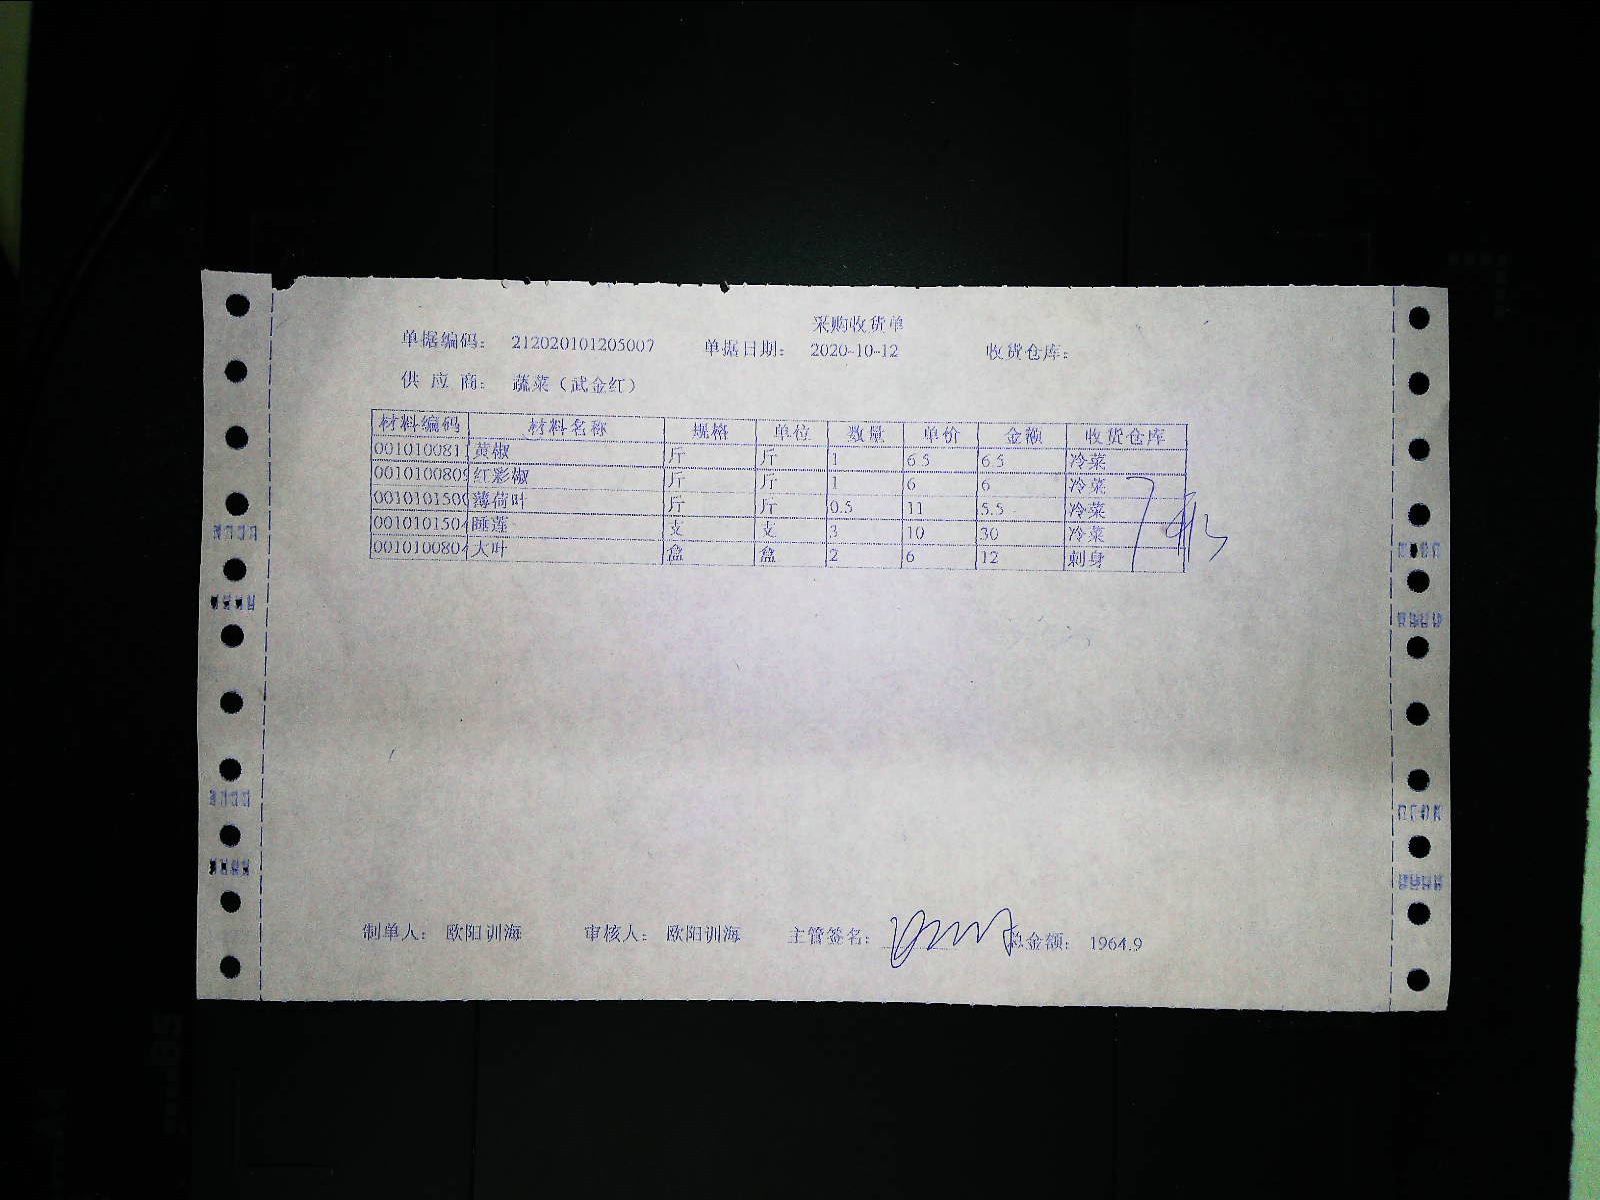 采购收货单
单据编码： 212020101205007 单据日期： 2020-10-12 收货仓库：
供 应 商： 蔬菜（武金红）
材料编码 材料名称 规格 单位 数量 单价 金额 收货仓库
0010100811 黄椒 斤 斤 1 6.5 6.5 冷菜
001010080 红彩椒 斤 斤 1 6 6 冷菜
001010150 薄荷叶 斤 斤 0.5 11 5.5 冷菜
001010150 睡莲 支 支 3 10 30 冷菜
001010080 大叶 盒 盒 2 6 12 刺身
制单人： 欧阳训海 审核人： 欧阳训海 主管签名： 总金额： 1964.9